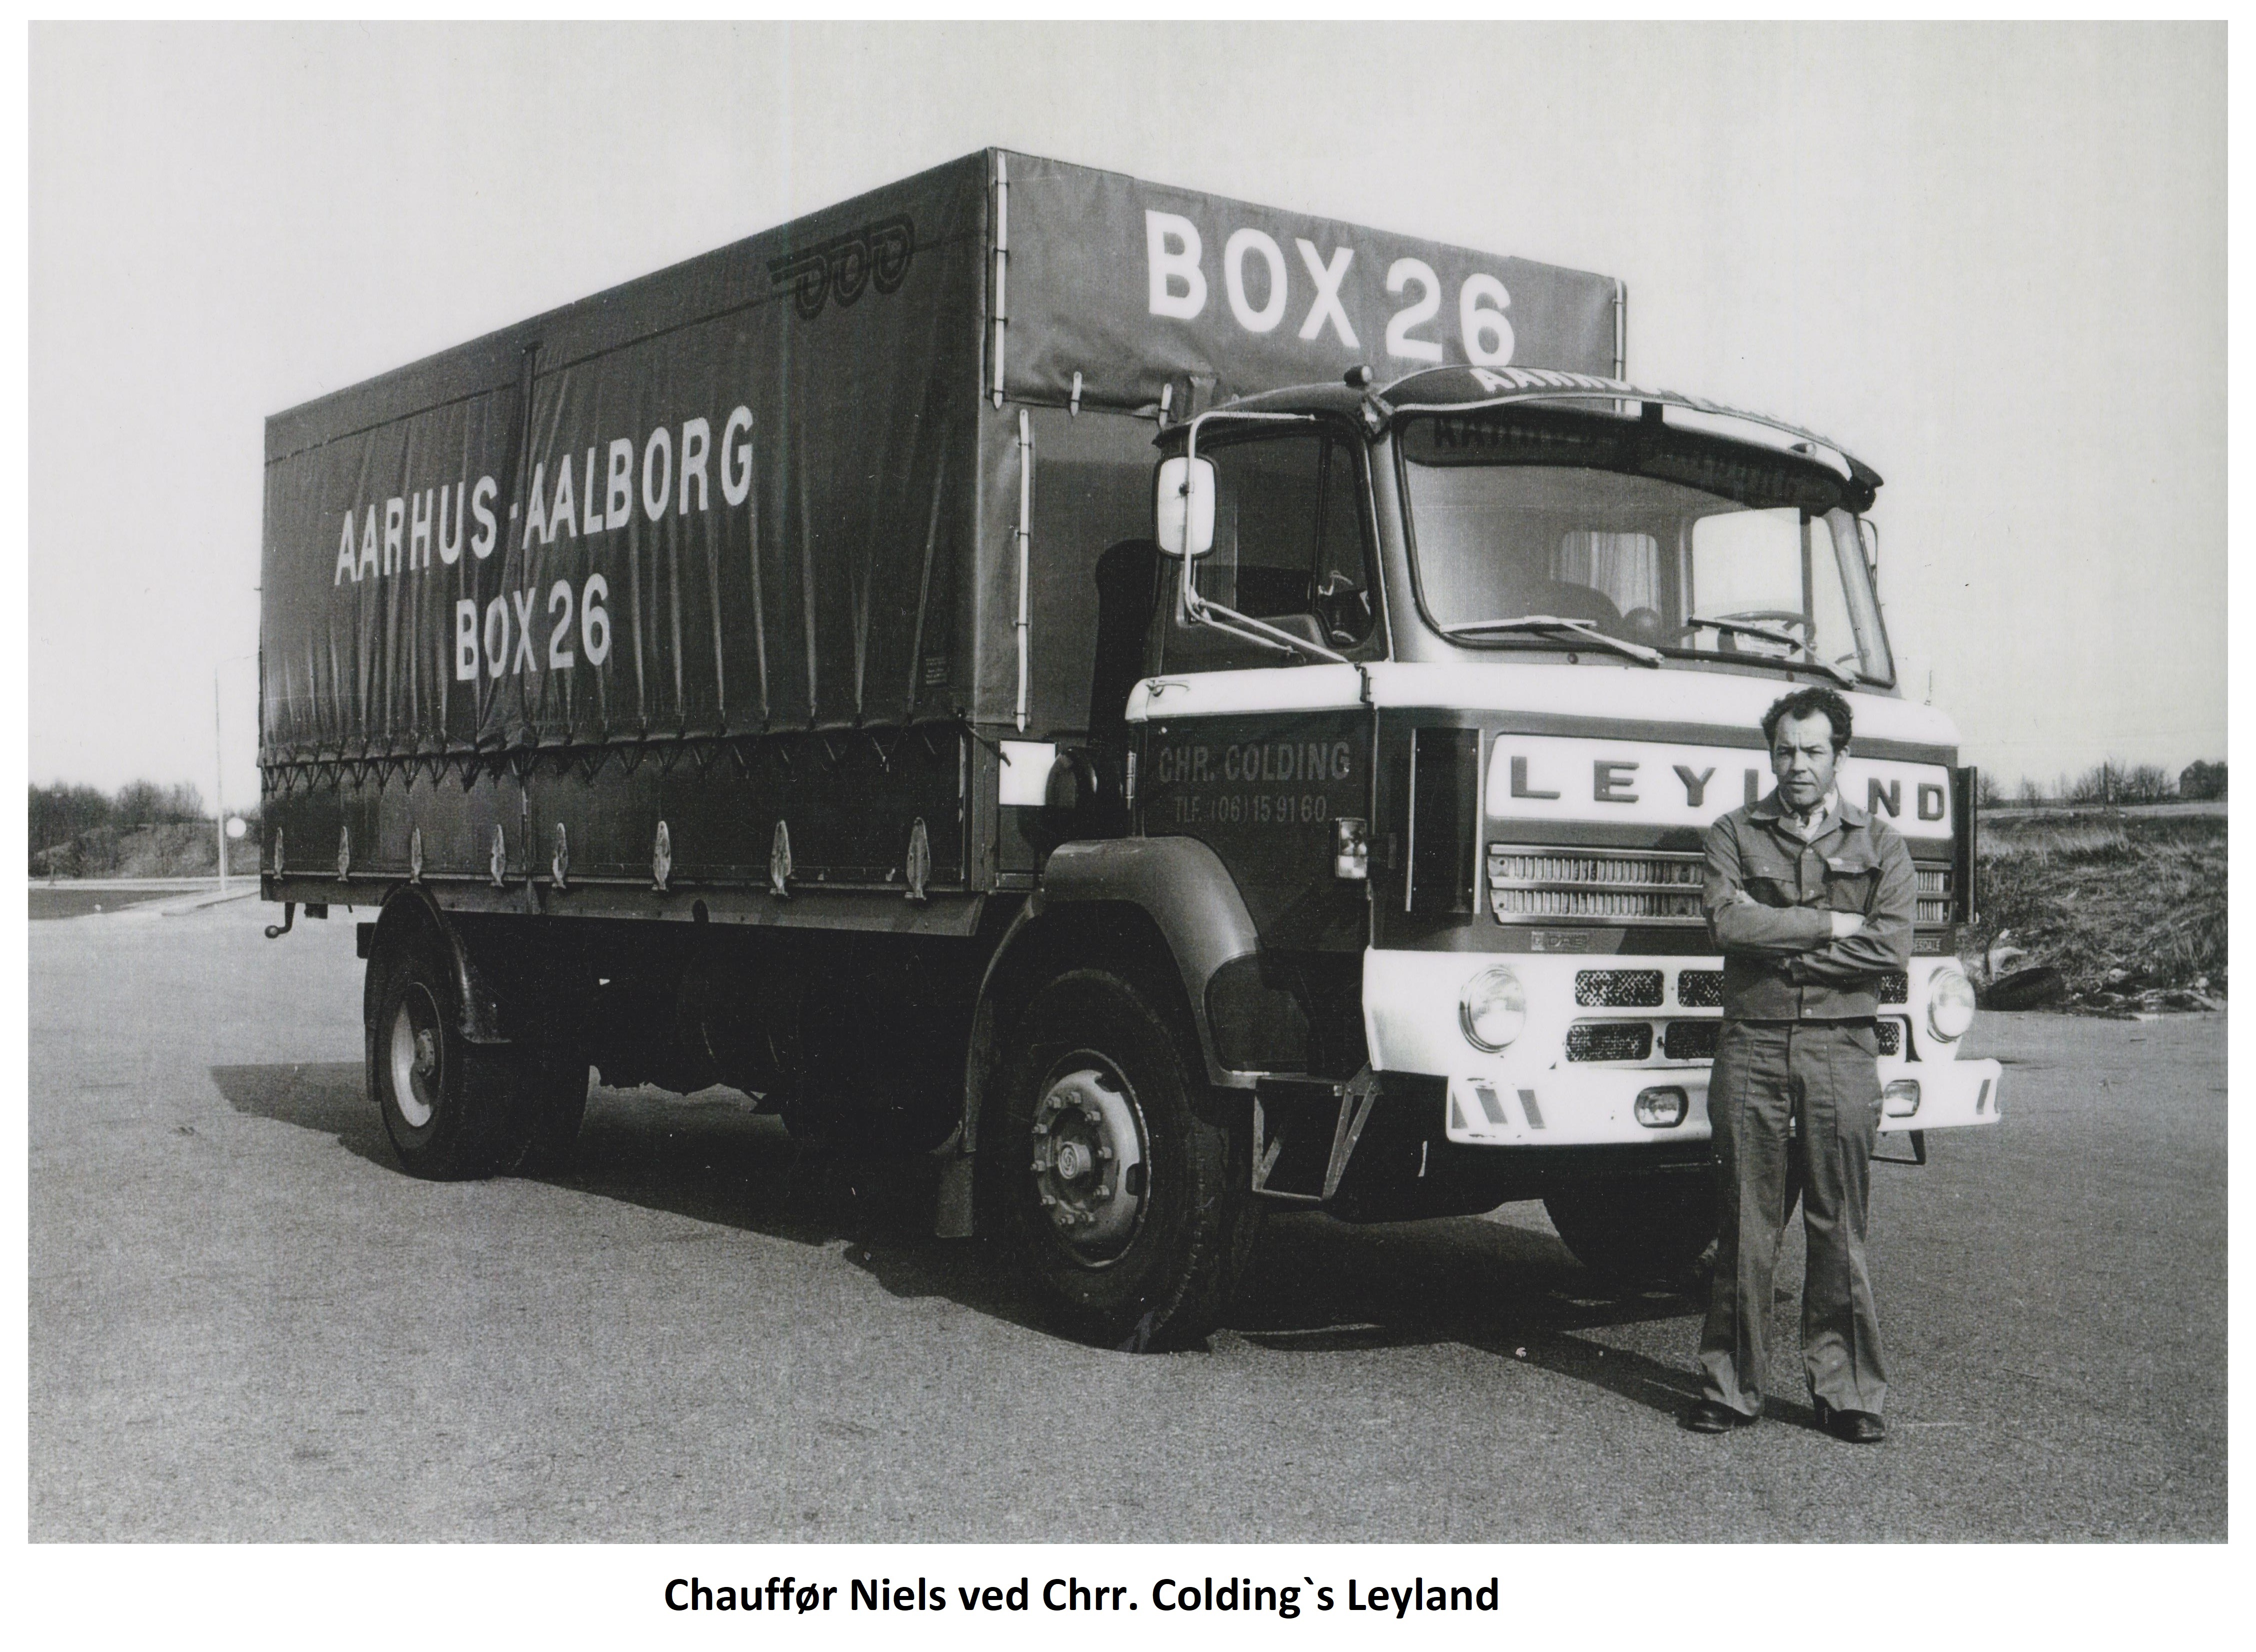 BOX 26
AARHUS-AALBORG
BOX 26
CHR. COLDING
TLF. (06) 15 91 60
LEYLAND
Chauffør Niels ved Chrr. Colding`s Leyland